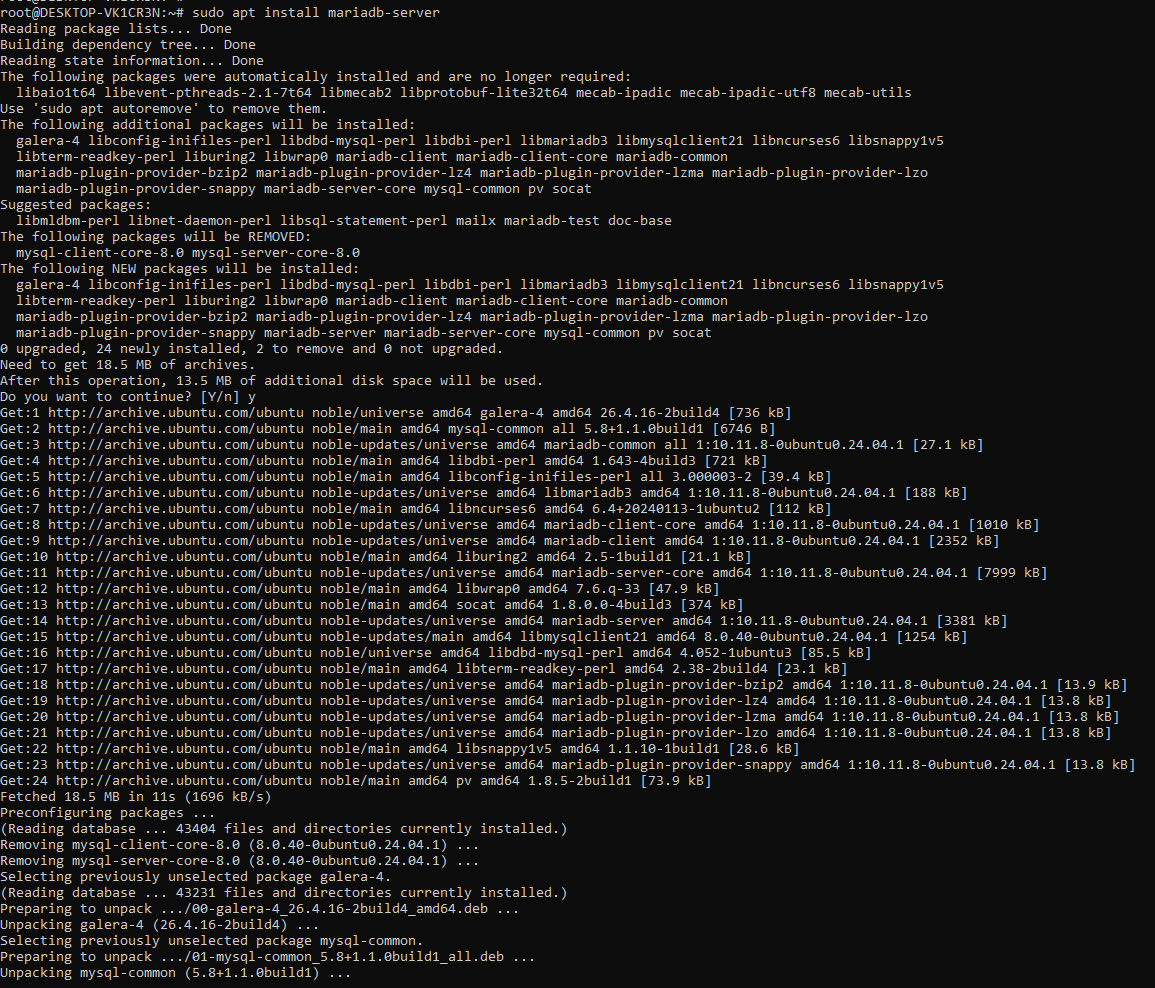 root@DESKTOP-VK1CR3N:~# sudo apt install mariadb-server
Reading package lists... Done
Building dependency tree... Done
Reading state information... Done
The following packages were automatically installed and are no longer required:
  libaio1t64 libevent-pthreads-2.1-7t64 libmecab2 libprotobuf-lite32t64 mecab-ipadic mecab-ipadic-utf8 mecab-utils
Use 'sudo apt autoremove' to remove them.
The following additional packages will be installed:
  galera-4 libconfig-inifiles-perl libdbd-mysql-perl libdbi-perl libmariadb3 libmysqlclient21 libncurses6 libsnappy1v5
  libterm-readkey-perl liburing2 libwrap0 mariadb-client mariadb-client-core mariadb-common
  mariadb-plugin-provider-bzip2 mariadb-plugin-provider-lz4 mariadb-plugin-provider-lzma mariadb-plugin-provider-lzo
  mariadb-plugin-provider-snappy mariadb-server-core mysql-common pv socat
Suggested packages:
  libmldbm-perl libnet-daemon-perl libsql-statement-perl mailx mariadb-test doc-base
The following packages will be REMOVED:
  mysql-client-core-8.0 mysql-server-core-8.0
The following NEW packages will be installed:
  galera-4 libconfig-inifiles-perl libdbd-mysql-perl libdbi-perl libmariadb3 libmysqlclient21 libncurses6 libsnappy1v5
  libterm-readkey-perl liburing2 libwrap0 mariadb-client mariadb-client-core mariadb-common
  mariadb-plugin-provider-bzip2 mariadb-plugin-provider-lz4 mariadb-plugin-provider-lzma mariadb-plugin-provider-lzo
  mariadb-plugin-provider-snappy mariadb-server mariadb-server-core mysql-common pv socat
0 upgraded, 24 newly installed, 2 to remove and 0 not upgraded.
Need to get 18.5 MB of archives.
After this operation, 13.5 MB of additional disk space will be used.
Do you want to continue? [Y/n] y
Get:1 http://archive.ubuntu.com/ubuntu noble/universe amd64 galera-4 amd64 26.4.16-2build4 [736 kB]
Get:2 http://archive.ubuntu.com/ubuntu noble/main amd64 mysql-common all 5.8+1.1.0build1 [6746 B]
Get:3 http://archive.ubuntu.com/ubuntu noble-updates/universe amd64 mariadb-common all 1:10.11.8-0ubuntu0.24.04.1 [27.1 kB]
Get:4 http://archive.ubuntu.com/ubuntu noble/main amd64 libdbi-perl amd64 1.643-4build3 [721 kB]
Get:5 http://archive.ubuntu.com/ubuntu noble/main amd64 libconfig-inifiles-perl all 3.000003-2 [39.4 kB]
Get:6 http://archive.ubuntu.com/ubuntu noble-updates/universe amd64 libmariadb3 amd64 1:10.11.8-0ubuntu0.24.04.1 [188 kB]
Get:7 http://archive.ubuntu.com/ubuntu noble/main amd64 libncurses6 amd64 6.4+20240113-1ubuntu2 [112 kB]
Get:8 http://archive.ubuntu.com/ubuntu noble-updates/universe amd64 mariadb-client-core amd64 1:10.11.8-0ubuntu0.24.04.1 [1010 kB]
Get:9 http://archive.ubuntu.com/ubuntu noble-updates/universe amd64 mariadb-client amd64 1:10.11.8-0ubuntu0.24.04.1 [2352 kB]
Get:10 http://archive.ubuntu.com/ubuntu noble/main amd64 liburing2 amd64 2.5-1build1 [21.1 kB]
Get:11 http://archive.ubuntu.com/ubuntu noble-updates/universe amd64 mariadb-server-core amd64 1:10.11.8-0ubuntu0.24.04.1 [7999 kB]
Get:12 http://archive.ubuntu.com/ubuntu noble/main amd64 libwrap0 amd64 7.6.q-33 [47.9 kB]
Get:13 http://archive.ubuntu.com/ubuntu noble/main amd64 socat amd64 1.8.0.0-4build3 [374 kB]
Get:14 http://archive.ubuntu.com/ubuntu noble-updates/universe amd64 mariadb-server amd64 1:10.11.8-0ubuntu0.24.04.1 [3381 kB]
Get:15 http://archive.ubuntu.com/ubuntu noble-updates/main amd64 libmysqlclient21 amd64 8.0.40-0ubuntu0.24.04.1 [1254 kB]
Get:16 http://archive.ubuntu.com/ubuntu noble/universe amd64 libdbd-mysql-perl amd64 4.052-1ubuntu3 [85.5 kB]
Get:17 http://archive.ubuntu.com/ubuntu noble/main amd64 libterm-readkey-perl amd64 2.38-2build4 [23.1 kB]
Get:18 http://archive.ubuntu.com/ubuntu noble-updates/universe amd64 mariadb-plugin-provider-bzip2 amd64 1:10.11.8-0ubuntu0.24.04.1 [13.9 kB]
Get:19 http://archive.ubuntu.com/ubuntu noble-updates/universe amd64 mariadb-plugin-provider-lz4 amd64 1:10.11.8-0ubuntu0.24.04.1 [13.8 kB]
Get:20 http://archive.ubuntu.com/ubuntu noble-updates/universe amd64 mariadb-plugin-provider-lzma amd64 1:10.11.8-0ubuntu0.24.04.1 [13.8 kB]
Get:21 http://archive.ubuntu.com/ubuntu noble-updates/universe amd64 mariadb-plugin-provider-lzo amd64 1:10.11.8-0ubuntu0.24.04.1 [13.8 kB]
Get:22 http://archive.ubuntu.com/ubuntu noble/main amd64 libsnappy1v5 amd64 1.1.10-1build1 [28.6 kB]
Get:23 http://archive.ubuntu.com/ubuntu noble-updates/universe amd64 mariadb-plugin-provider-snappy amd64 1:10.11.8-0ubuntu0.24.04.1 [13.8 kB]
Get:24 http://archive.ubuntu.com/ubuntu noble/main amd64 pv amd64 1.8.5-2build1 [73.9 kB]
Fetched 18.5 MB in 11s (1696 kB/s)
Preconfiguring packages ...
(Reading database ... 43404 files and directories currently installed.)
Removing mysql-client-core-8.0 (8.0.40-0ubuntu0.24.04.1) ...
Removing mysql-server-core-8.0 (8.0.40-0ubuntu0.24.04.1) ...
Selecting previously unselected package galera-4.
(Reading database ... 43231 files and directories currently installed.)
Preparing to unpack .../00-galera-4_26.4.16-2build4_amd64.deb ...
Unpacking galera-4 (26.4.16-2build4) ...
Selecting previously unselected package mysql-common.
Preparing to unpack .../01-mysql-common_5.8+1.1.0build1_all.deb ...
Unpacking mysql-common (5.8+1.1.0build1) ...